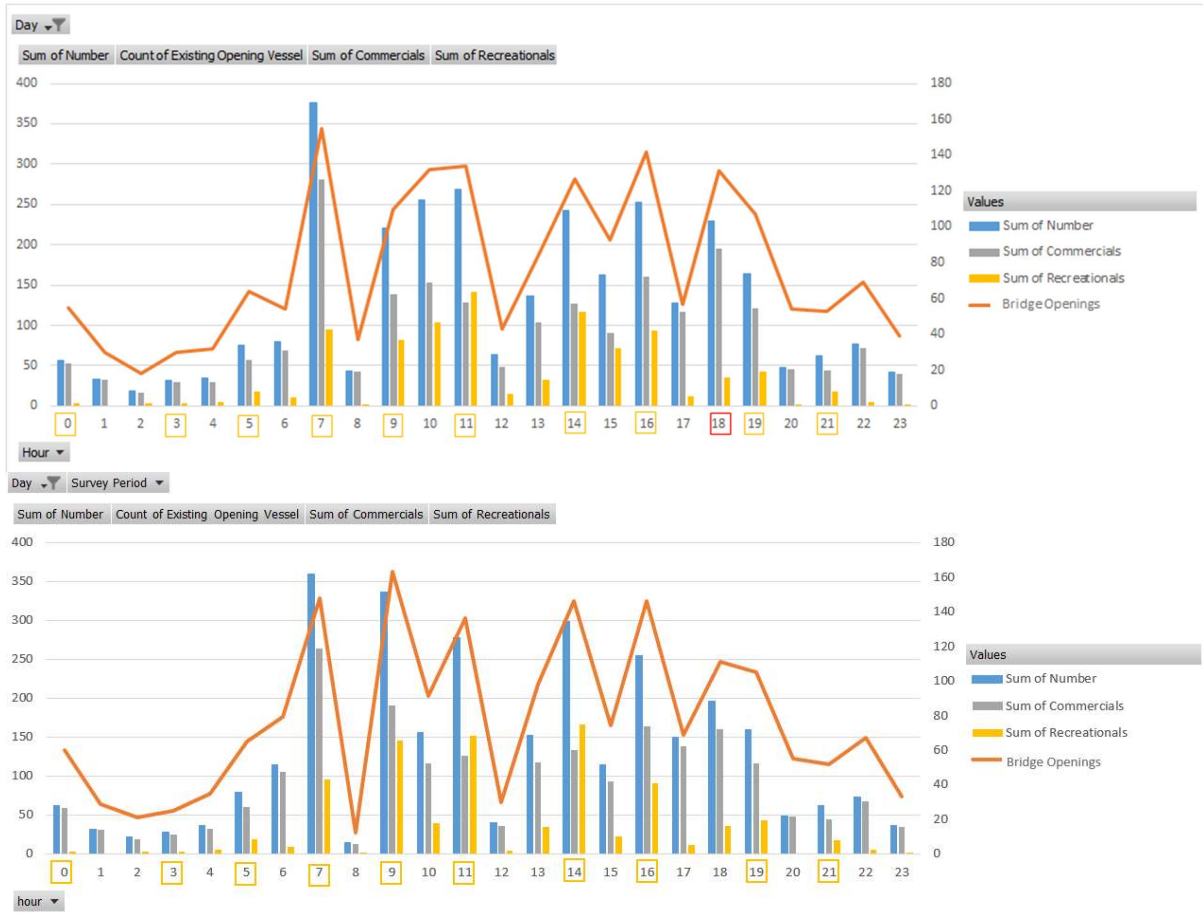 Day
Sum of Number Count of Existing Opening Vessel Sum of Commercials Sum of Recreationals
400 180
350 160
300 140
250 120
200 100
150 80
100 60
50 40
0 20
0
Values
Sum of Number
Sum of Commercials
Sum of Recreationals
Bridge Openings
0 1 2 3 4 5 6 7 8 9 10 11 12 13 14 15 16 17 18 19 20 21 22 23
Hour
Day Survey Period
Sum of Number Count of Existing Opening Vessel Sum of Commercials Sum of Recreationals
400 180
350 160
300 140
250 120
200 100
150 80
100 60
50 40
0 20
0
Values
Sum of Number
Sum of Commercials
Sum of Recreationals
Bridge Openings
0 1 2 3 4 5 6 7 8 9 10 11 12 13 14 15 16 17 18 19 20 21 22 23
hour